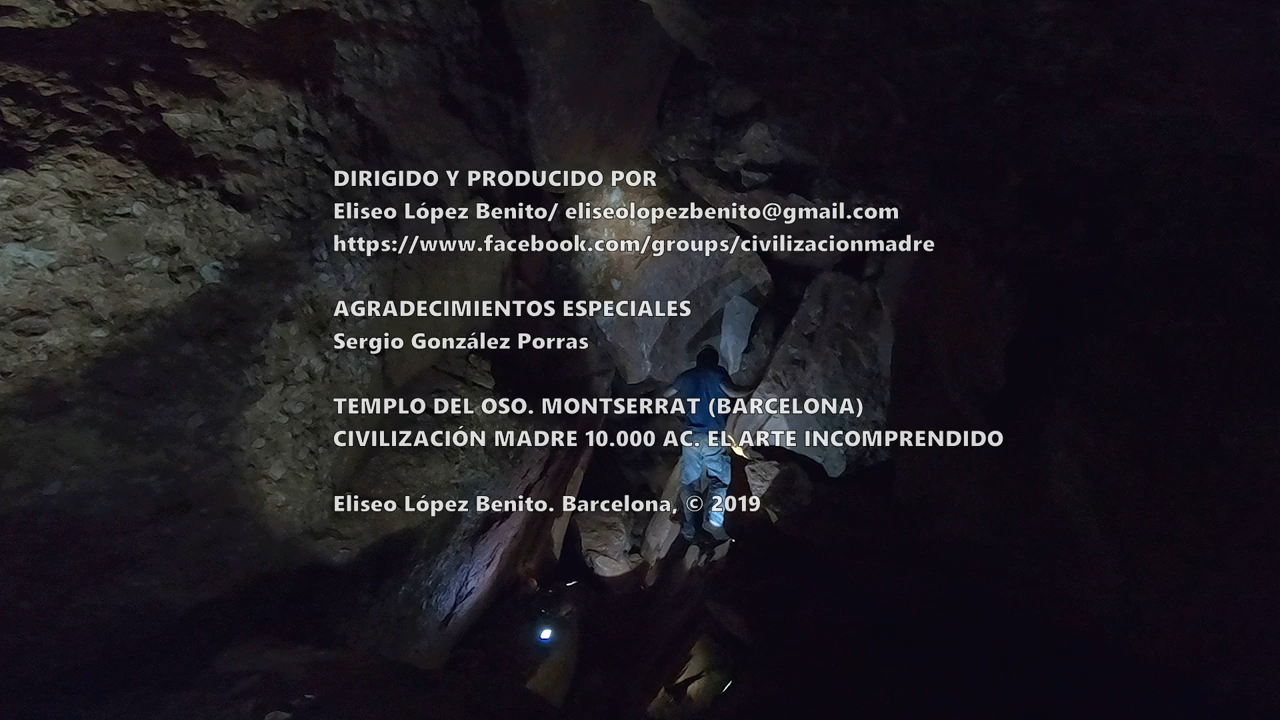 DIRIGIDO Y PRODUCIDO POR
Eliseo López Benito/ eliseolopezbenito@gmail.com
https://www.facebook.com/groups/civilizacionmadre
AGRADECIMIENTOS ESPECIALES
Sergio González Porras
TEMPLO DEL OSO. MONTSERRAT (BARCELONA)
CIVILIZACIÓN MADRE 10.000 AC. EL ARTE INCOMPRENDIDO
Eliseo López Benito. Barcelona, © 2019